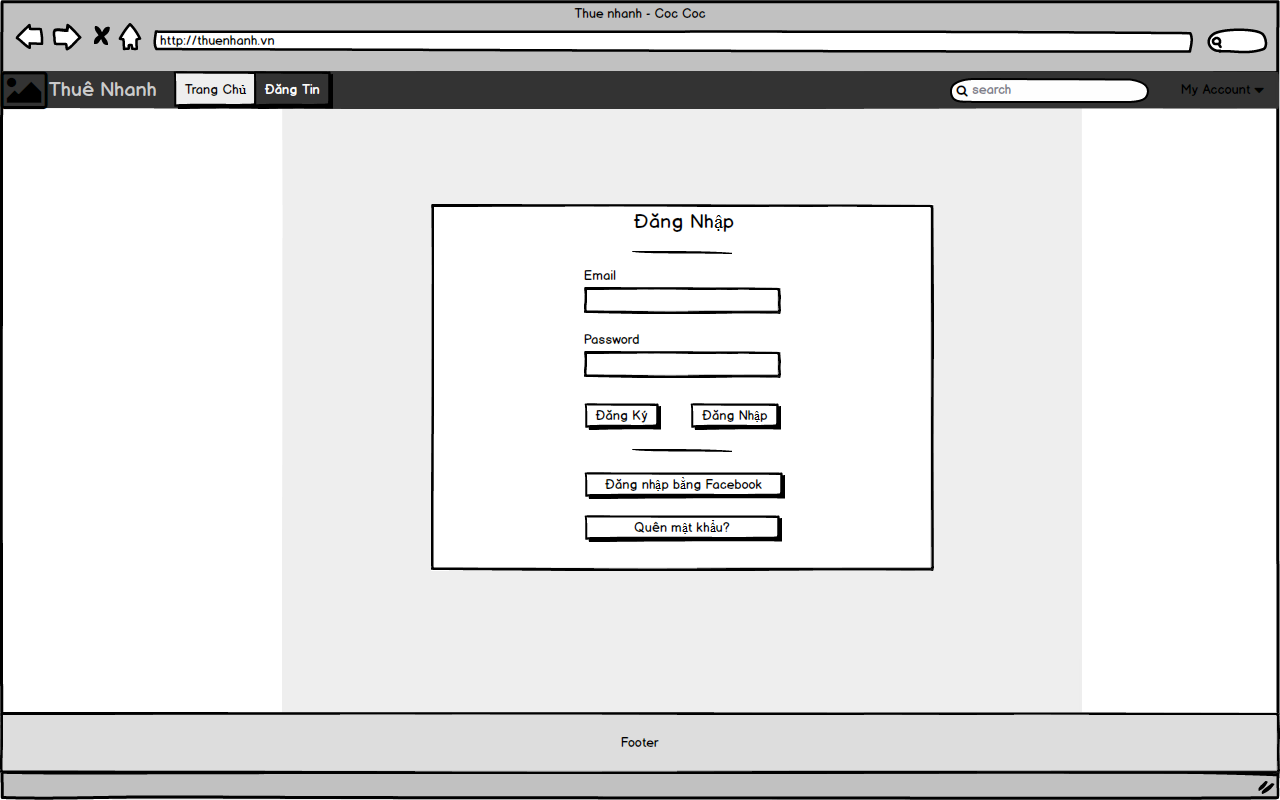 Thue nhanh - Coc Coc
http://thuenhanh.vn
Thuê Nhanh Trang Chủ Đăng Tin search My Account
Đăng Nhập
Email
Password
Đăng Ký Đăng Nhập
Đăng nhập bằng Facebook
Quên mật khẩu?
Footer